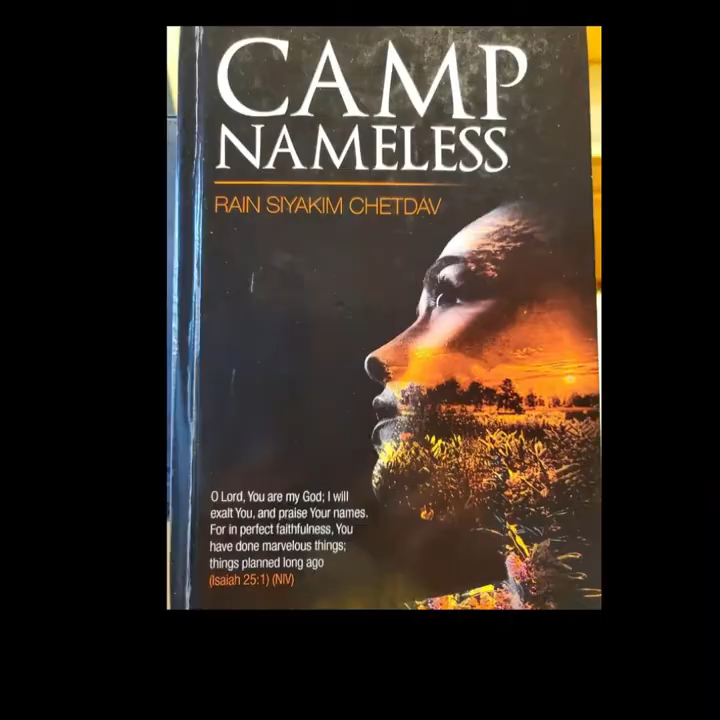 CAMP
NAMELESS
RAIN SIYAKIM CHETDAV
O Lord, You are my God; I will
exalt You, and praise Your names.
For in perfect faithfulness, You
have done marvelous things;
things planned long ago
(Isaiah 25:1) (NIV)